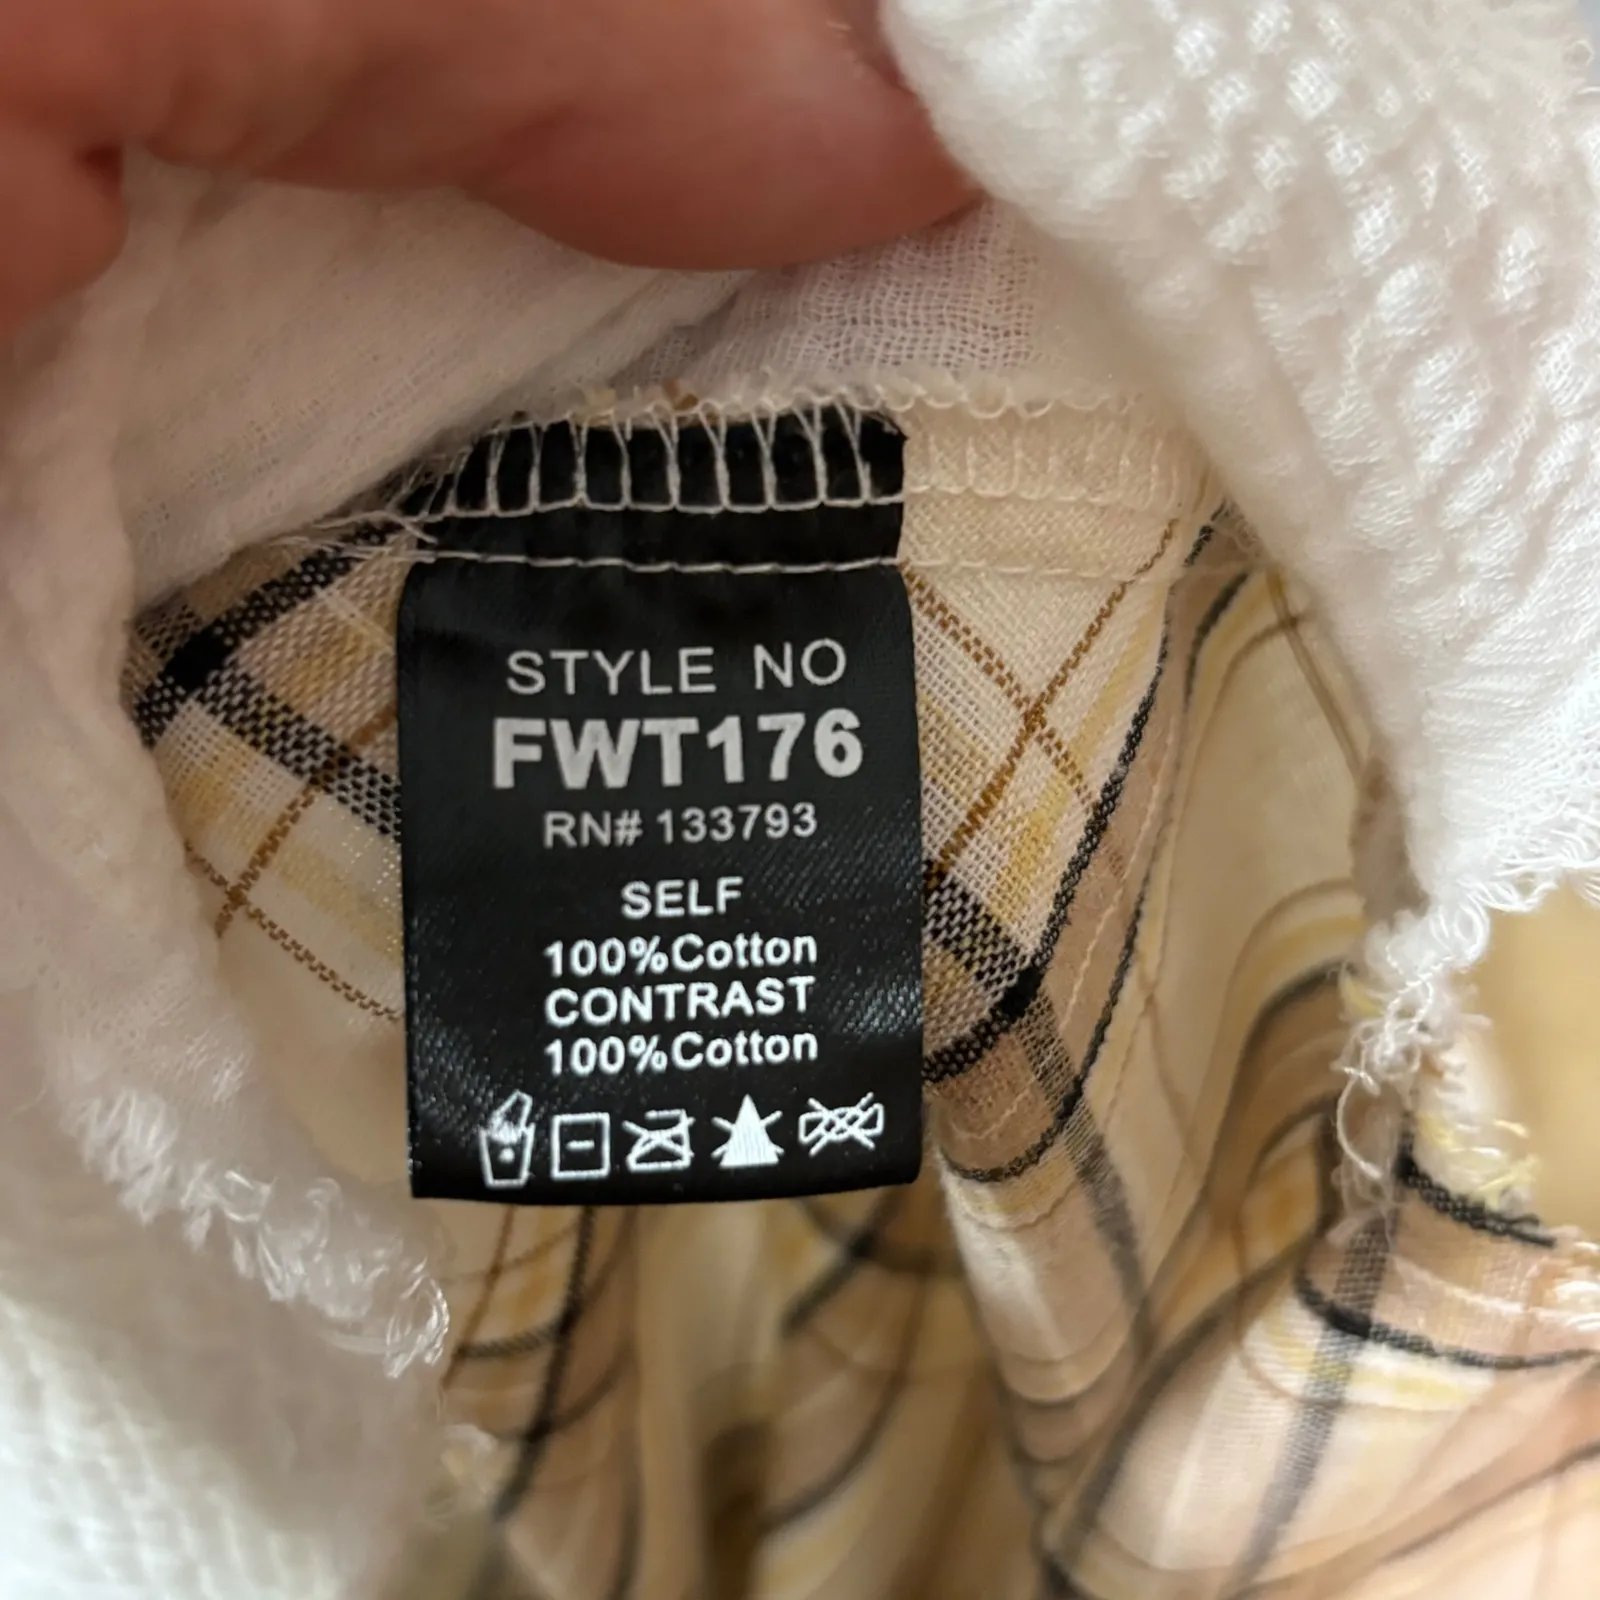 STYLE NO
FWT176
RN# 133793
SELF
100%Cotton
CONTRAST
100%Cotton